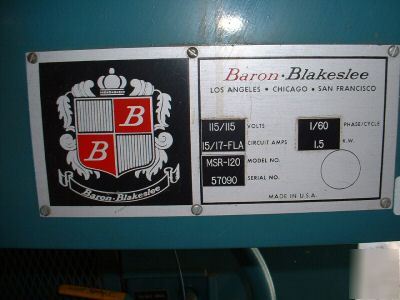 Baron-Blakeslee
LOS ANGELES • CHICAGO • SAN FRANCISCO
115/115 VOLTS 1/60 PHASE/CYCLE
15/17-FLA CIRCUIT AMPS 1.5 K.W.
MSR-120 MODEL NO.
57090 SERIAL NO.
MADE IN U.S.A.
B
B
Baron-Blakeslee